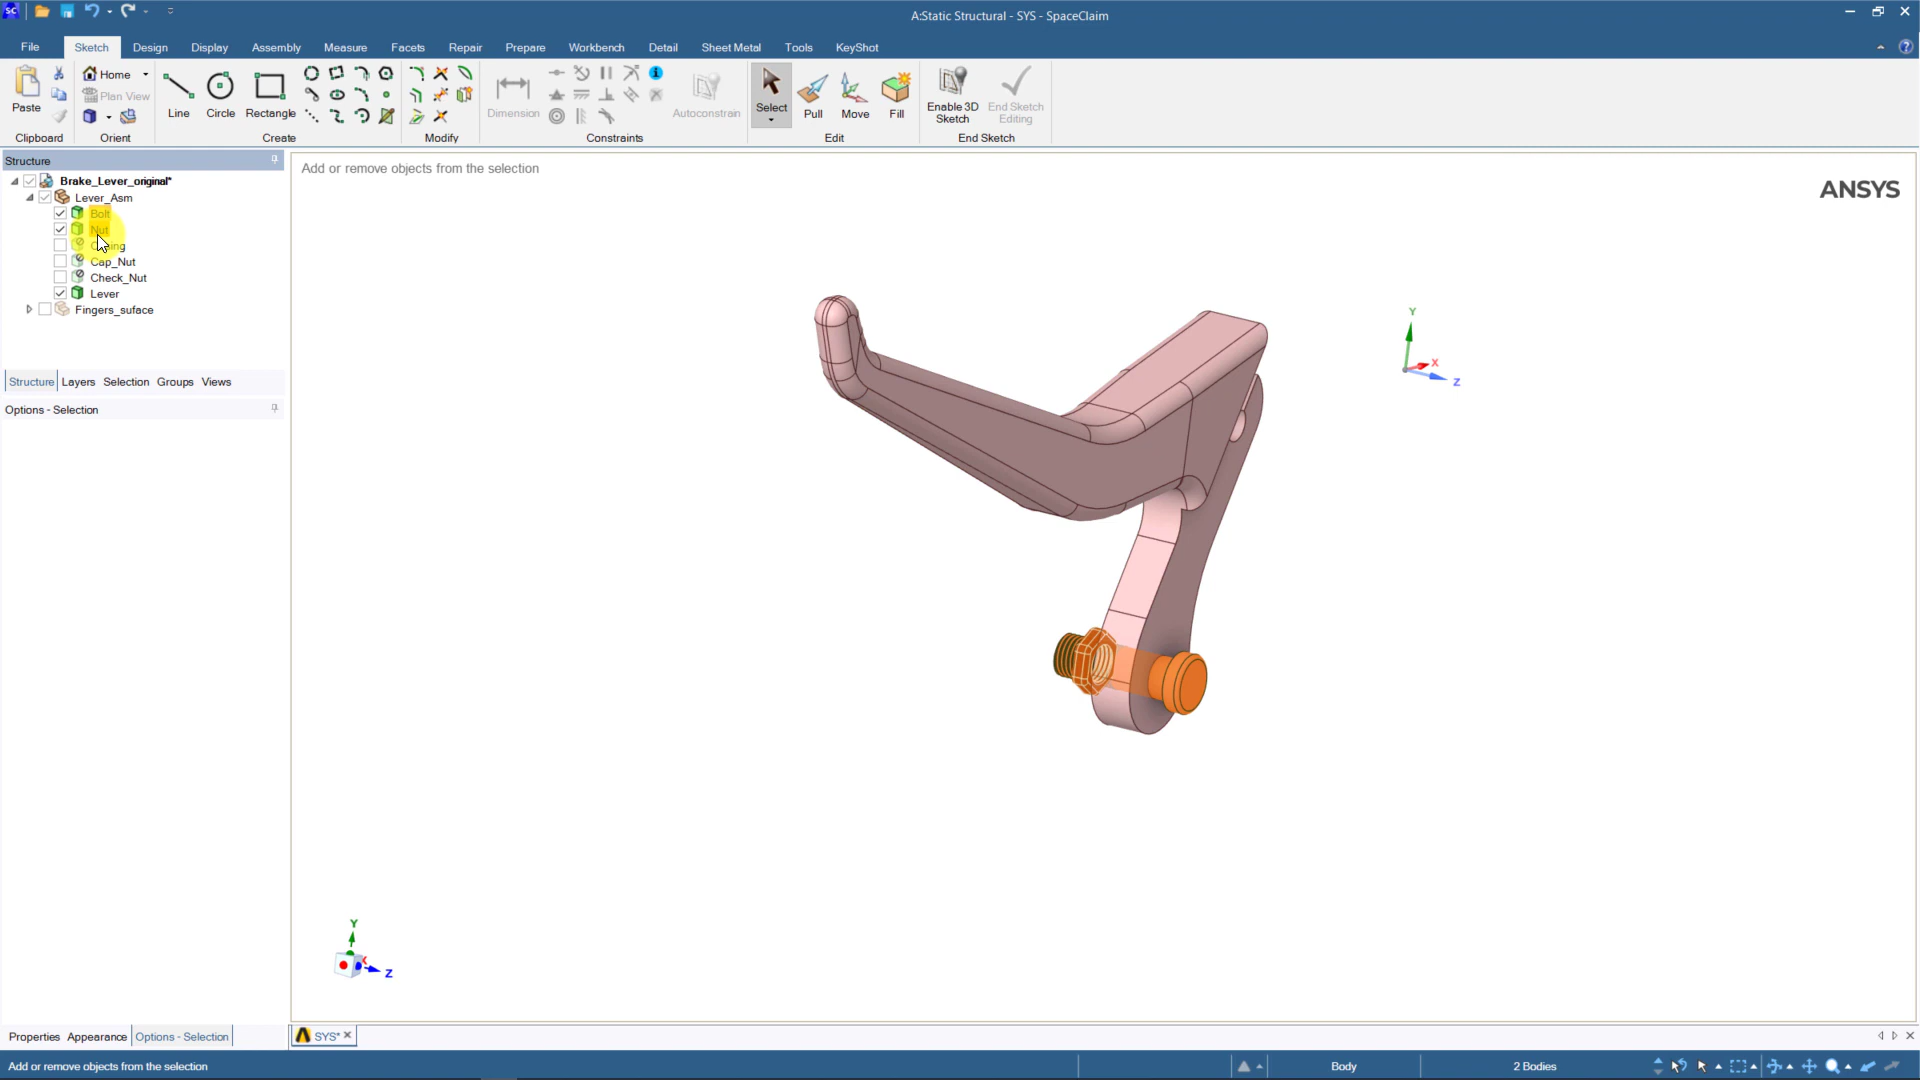 SC
A:Static Structural - SYS - SpaceClaim
File Sketch Design Display Assembly Measure Facets Repair Prepare Workbench Detail Sheet Metal Tools KeyShot
Home
Plan View
Paste
Line Circle Rectangle
Dimension
Autoconstrain
Select Pull Move Fill
Enable 3D Sketch
End Sketch Editing
Clipboard Orient Create Modify Constraints Edit End Sketch
Structure
Brake_Lever_original*
Lever_Asm
Bolt
Nut
Cap_Nut
Check_Nut
Lever
Fingers_suface
Structure Layers Selection Groups Views
Options - Selection
Add or remove objects from the selection
ANSYS
Y
X
Z
Y
X
Z
Properties Appearance Options - Selection
SYS*
Add or remove objects from the selection
Body
2 Bodies